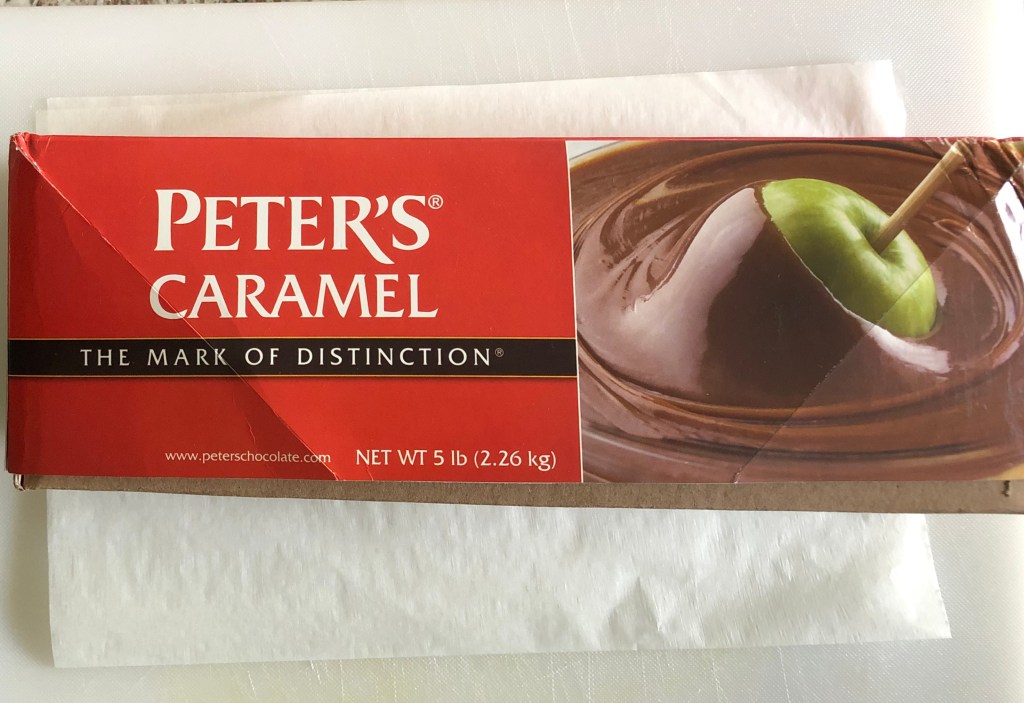 PETER'S®
CARAMEL
THE MARK OF DISTINCTION®
www.peterschocolate.com NET WT 5 lb (2.26 kg)